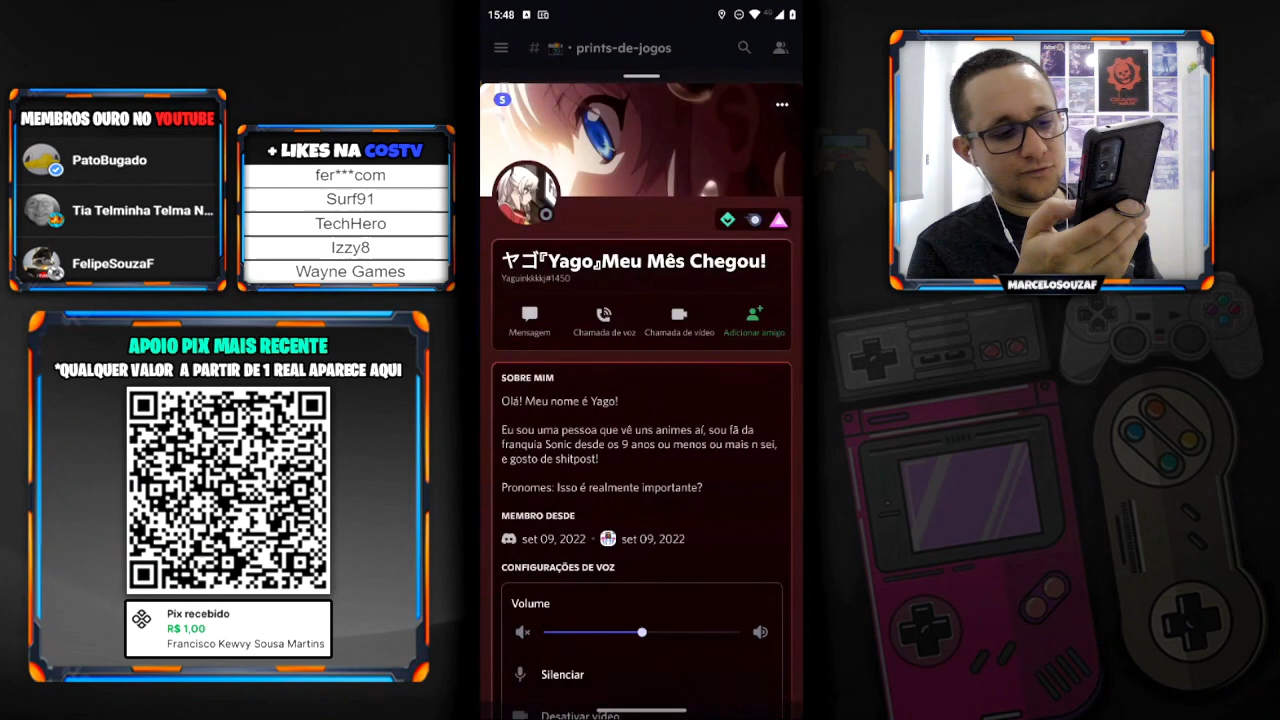 MEMBROS OURO NO YOUTUBE
PatoBugado
Tia Telminha Telma N...
FelipeSouzaF
+ LIKES NA COSTV
fer***com
Surf91
TechHero
Izzy8
Wayne Games
APOIO PIX MAIS RECENTE
*QUALQUER VALOR A PARTIR DE 1 REAL APARECE AQUI
Pix recebido
R$ 1,00
Francisco Kewvy Sousa Martins
15:48
4G
# 📸 • prints-de-jogos
S
ヤゴ『Yago』Meu Mês Chegou!
Yaguinkkkkj#1450
Mensagem
Chamada de voz
Chamada de vídeo
Adicionar amigo
SOBRE MIM
Olá! Meu nome é Yago!
Eu sou uma pessoa que vê uns animes aí, sou fã da
franquia Sonic desde os 9 anos ou menos ou mais n sei,
e gosto de shitpost!
Pronomes: Isso é realmente importante?
MEMBRO DESDE
set 09, 2022 • set 09, 2022
CONFIGURAÇÕES DE VOZ
Volume
Silenciar
Desativar vídeo
MARCELOSOUZAF